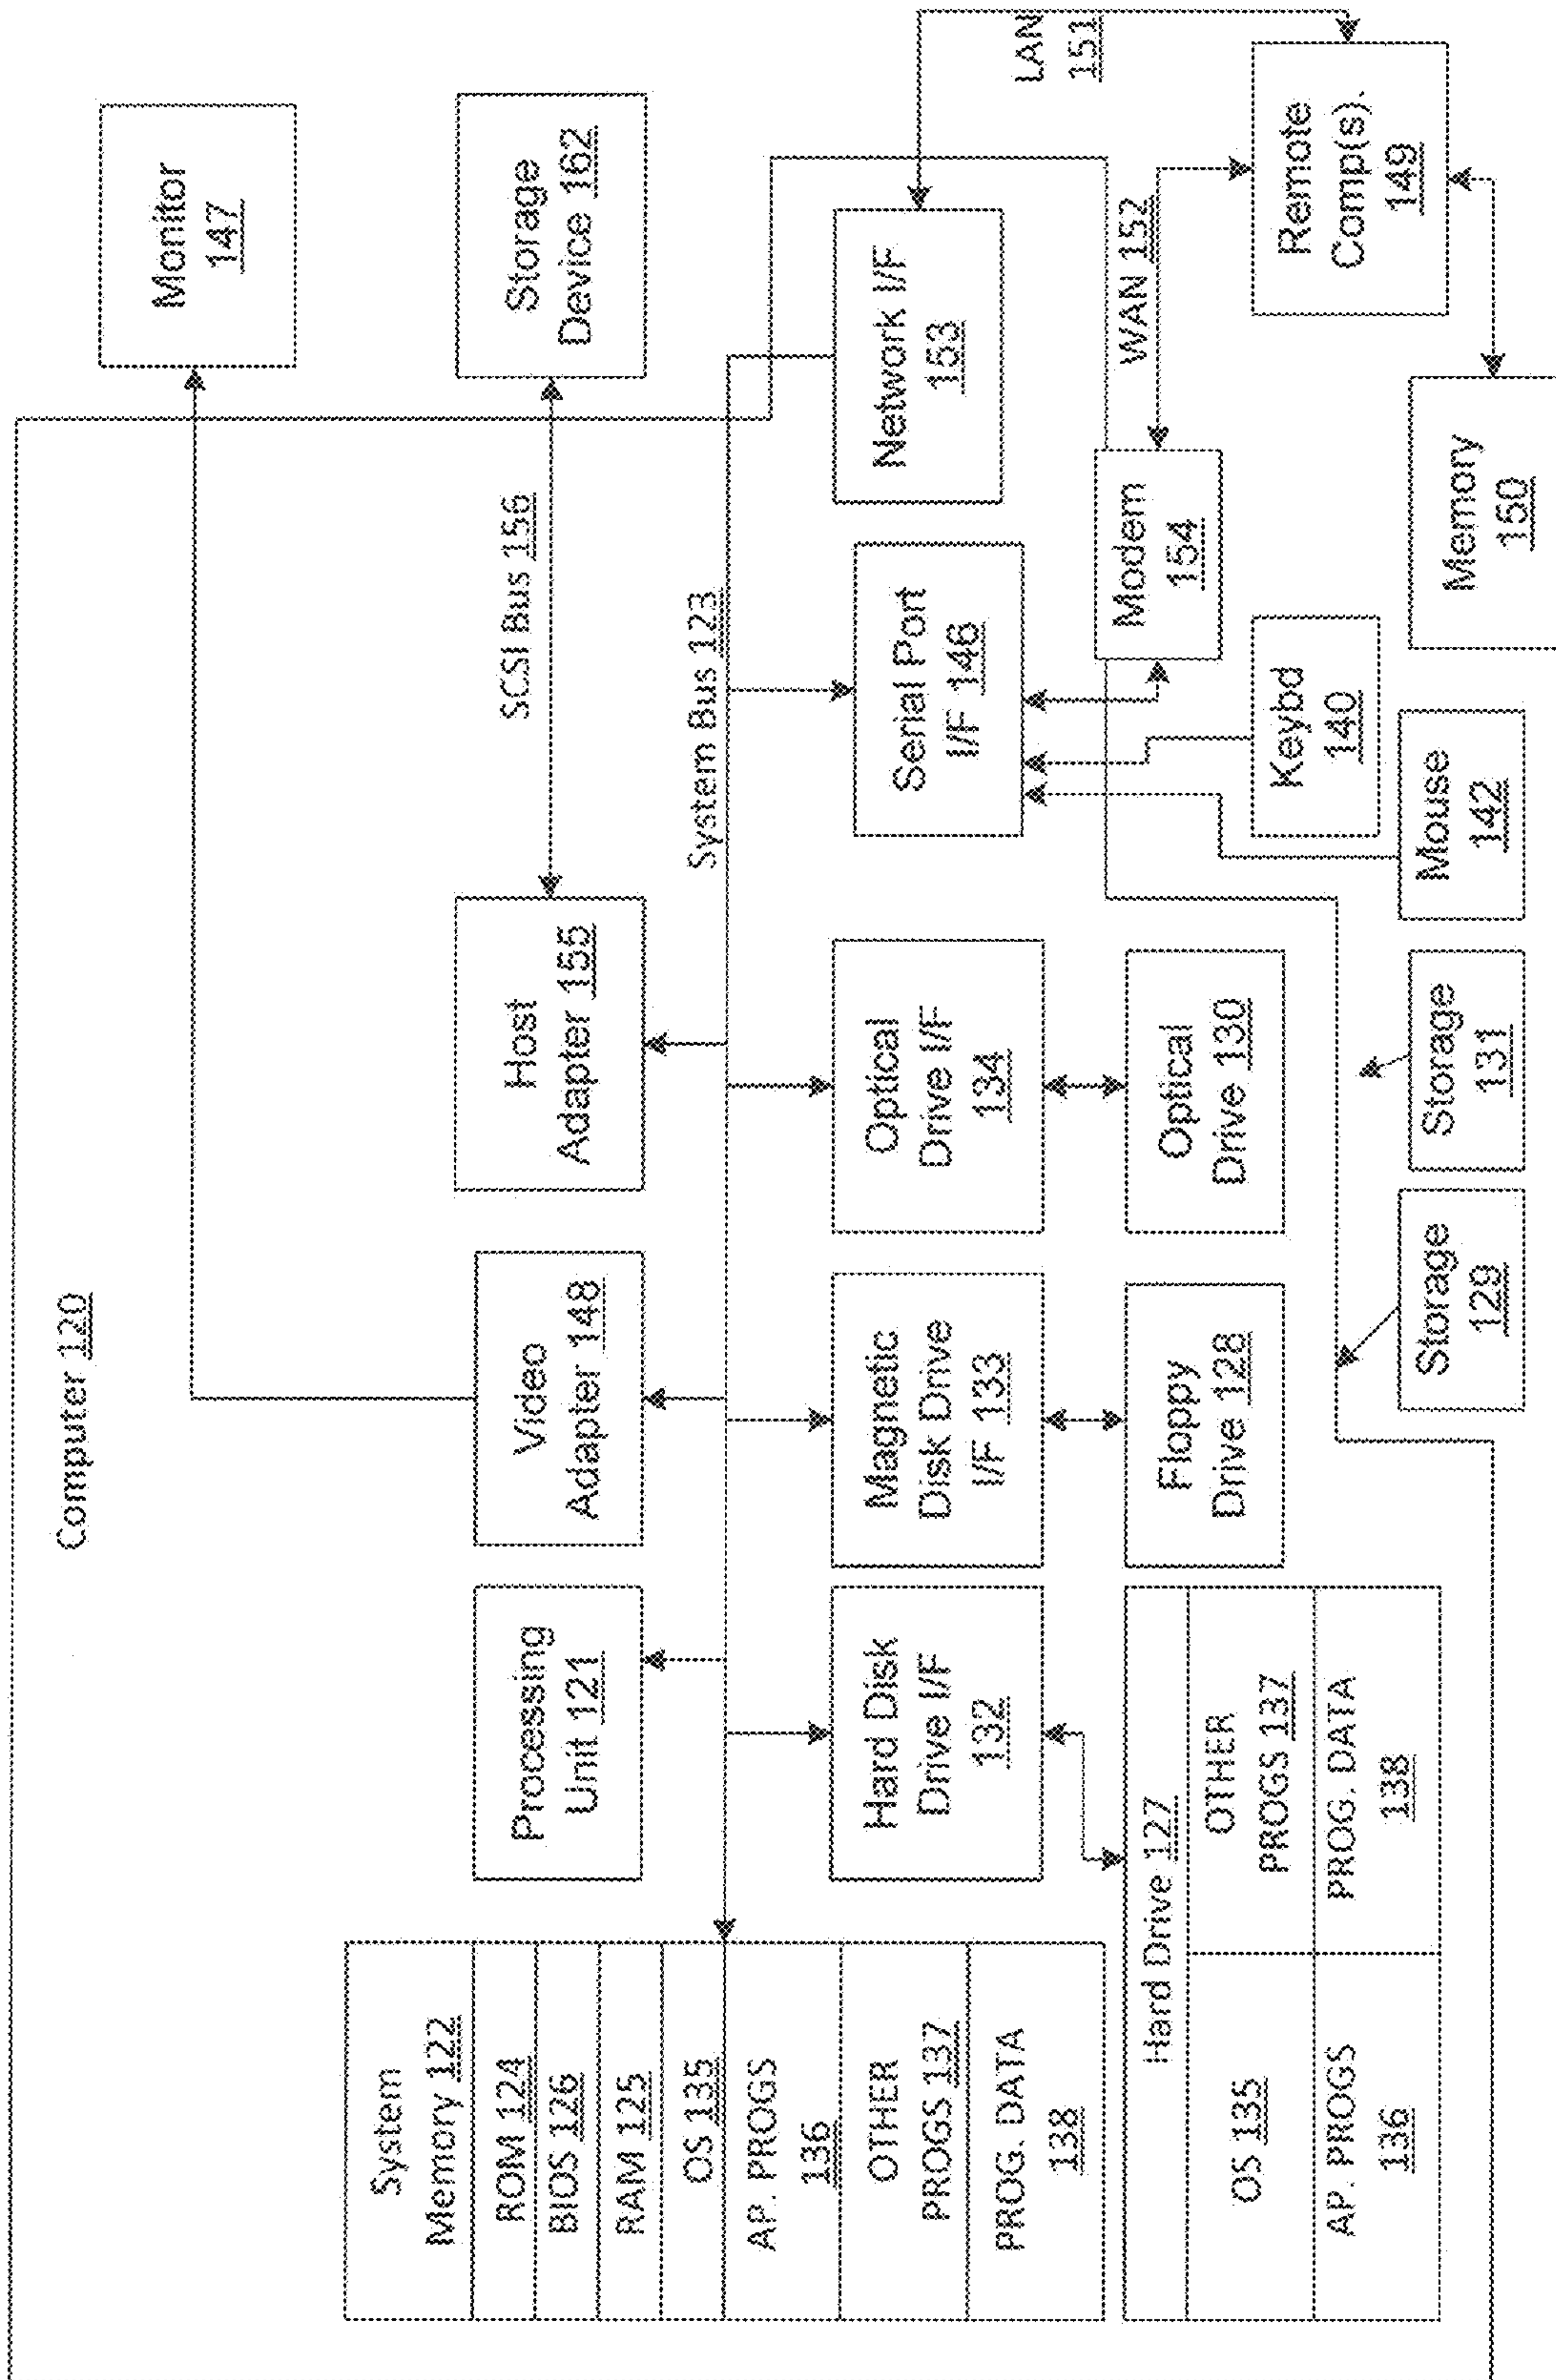 Computer 120
Monitor
147
System
Memory 122
ROM 124
BIOS 126
RAM 125
OS 135
AP. PROGS
136
OTHER
PROGS 137
PROG. DATA
138
Processing
Unit 121
Video
Adapter 148
Host
Adapter 155
SCSI Bus 156
Storage
Device 162
System Bus 123
Hard Disk
Drive I/F
132
Magnetic
Disk Drive
I/F 133
Optical
Drive I/F
134
Serial Port
I/F 146
Network I/F
153
LAN
151
Hard Drive 127
OS 135
OTHER
PROGS 137
AP. PROGS
136
PROG. DATA
138
Floppy
Drive 128
Optical
Drive 130
Modem
154
WAN 152
Keybd
140
Remote
Comp(s).
149
Storage
129
Storage
131
Mouse
142
Memory
150